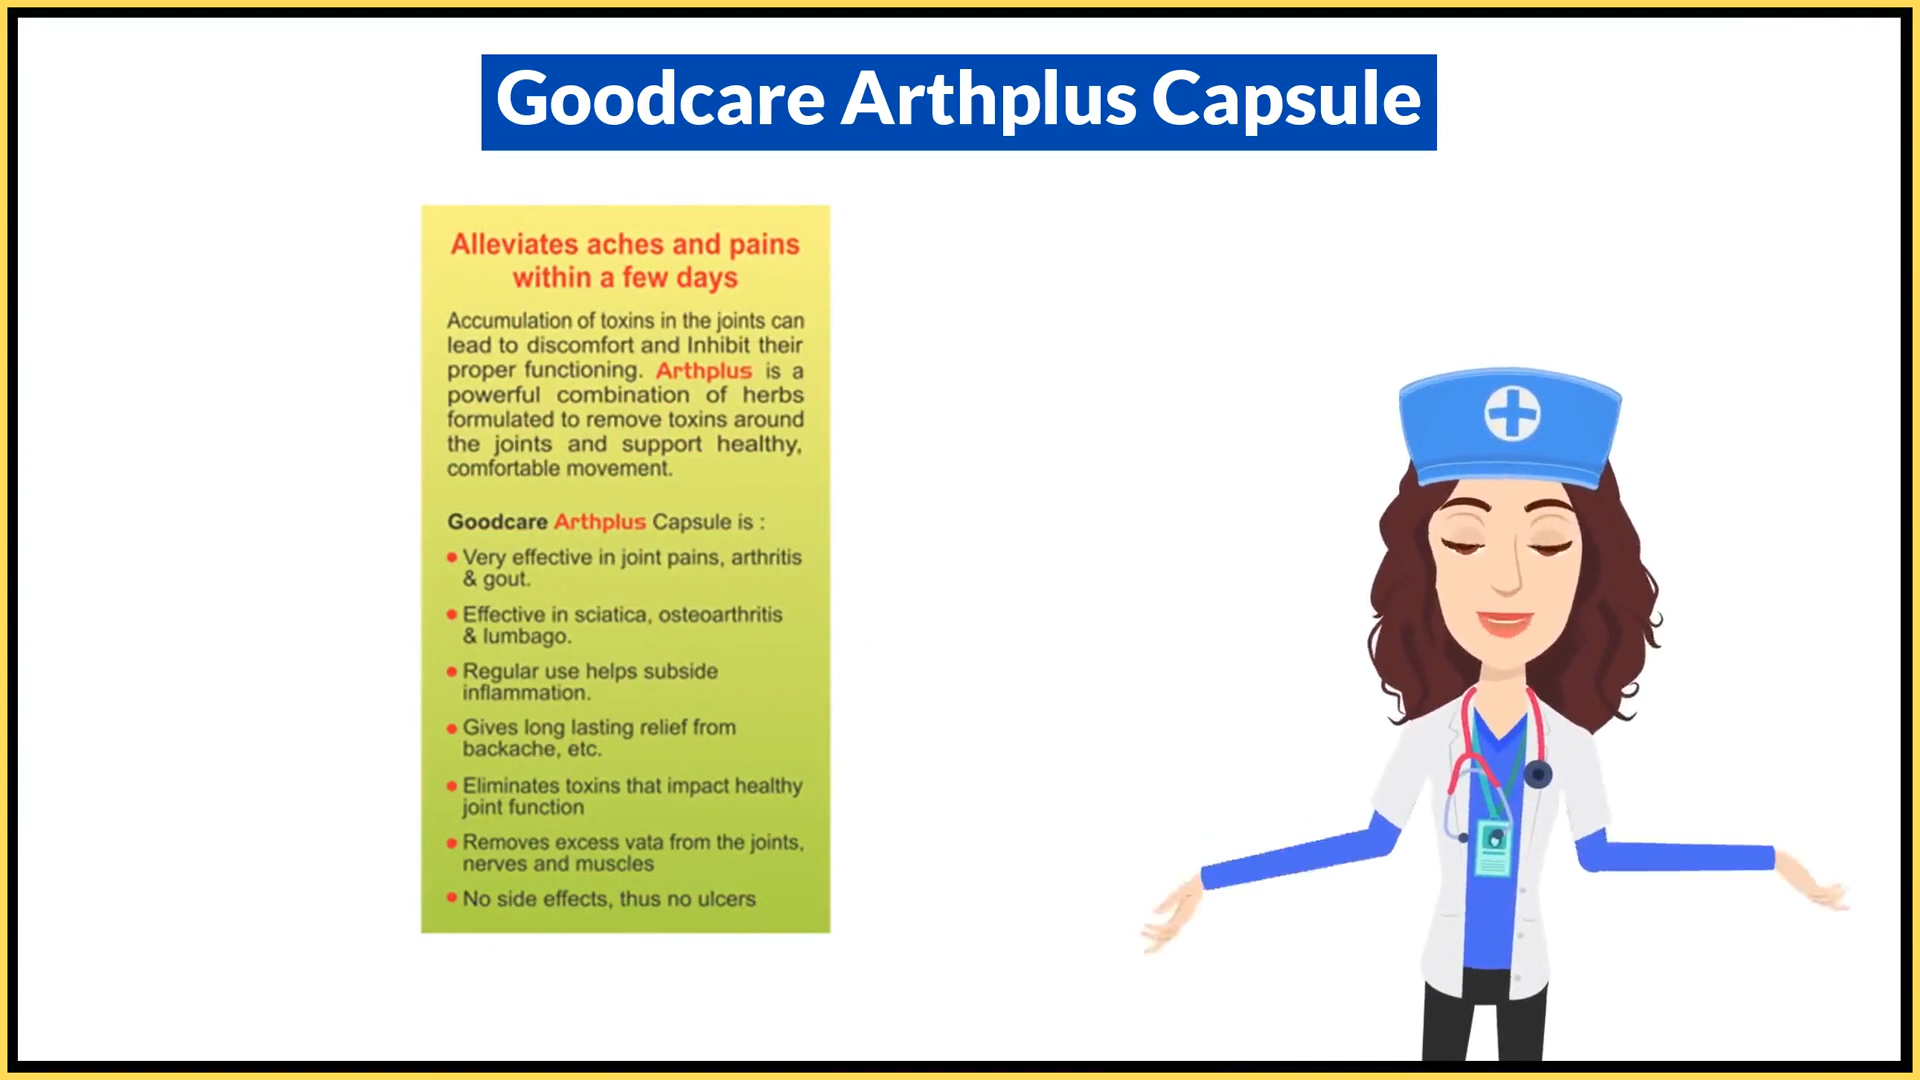 Goodcare Arthplus Capsule
Alleviates aches and pains
within a few days
Accumulation of toxins in the joints can
lead to discomfort and Inhibit their
proper functioning. Arthplus is a
powerful combination of herbs
formulated to remove toxins around
the joints and support healthy,
comfortable movement.
Goodcare Arthplus Capsule is :
• Very effective in joint pains, arthritis
& gout.
• Effective in sciatica, osteoarthritis
& lumbago.
• Regular use helps subside
inflammation.
• Gives long lasting relief from
backache, etc.
• Eliminates toxins that impact healthy
joint function
• Removes excess vata from the joints,
nerves and muscles
• No side effects, thus no ulcers